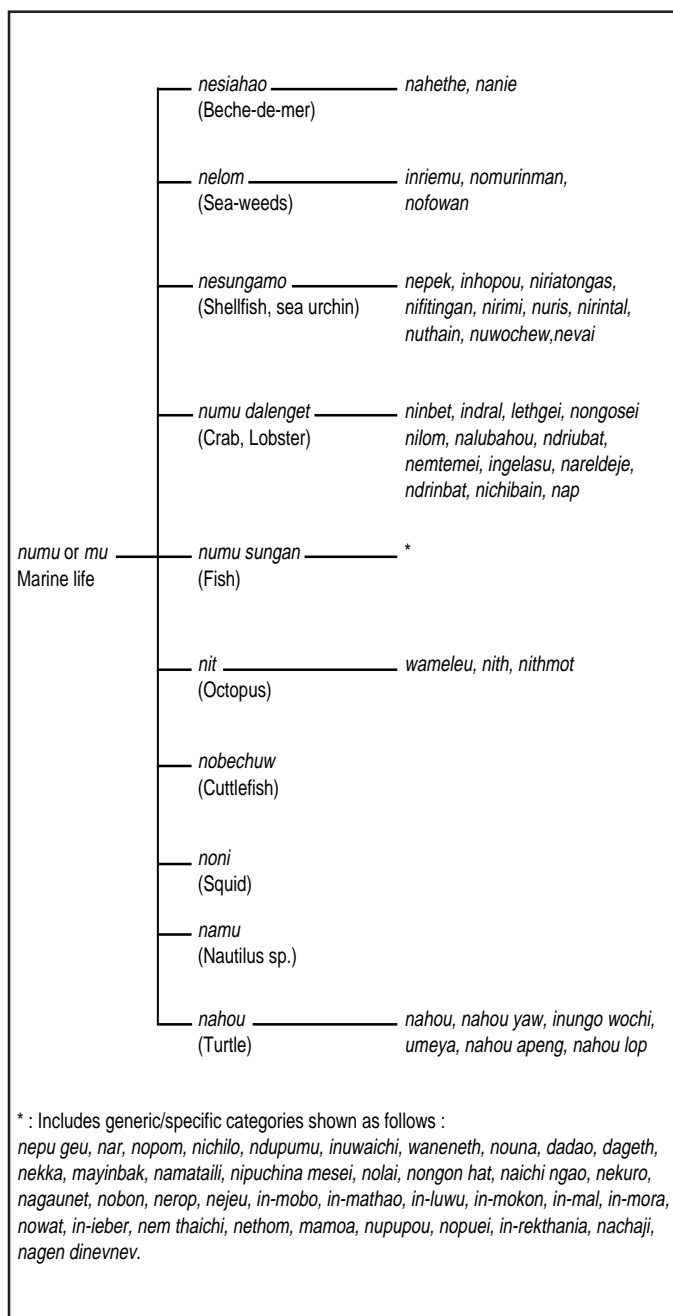 nesiahao nahethe, nanie
(Beche-de-mer)
nelom inriemu, nomurinman,
(Sea-weeds) nofowan
nesungamo nepek, inhopou, niriatongas,
(Shellfish, sea urchin) nifitingan, nirimi, nuris, nirintal,
nuthain, nuwochew,nevai
numu dalenget ninbet, indral, lethgei, nongosei
(Crab, Lobster) nilom, nalubahou, ndriubat,
nemtemei, ingelasu, nareldeje,
ndrinbat, nichibain, nap
numu or mu numu sungan *
Marine life (Fish)
nit wameleu, nith, nithmot
(Octopus)
nobechuw
(Cuttlefish)
noni
(Squid)
namu
(Nautilus sp.)
nahou nahou, nahou yaw, inungo wochi,
(Turtle) umeya, nahou apeng, nahou lop
* : Includes generic/specific categories shown as follows :
nepu geu, nar, nopom, nichilo, ndupumu, inuwaichi, waneneth, nouna, dadao, dageth,
nekka, mayinbak, namataili, nipuchina mesei, nolai, nongon hat, naichi ngao, nekuro,
nagaunet, nobon, nerop, nejeu, in-mobo, in-mathao, in-luwu, in-mokon, in-mal, in-mora,
nowat, in-ieber, nem thaichi, nethom, mamoa, nupupou, nopuei, in-rekthania, nachaji,
nagen dinevnev.